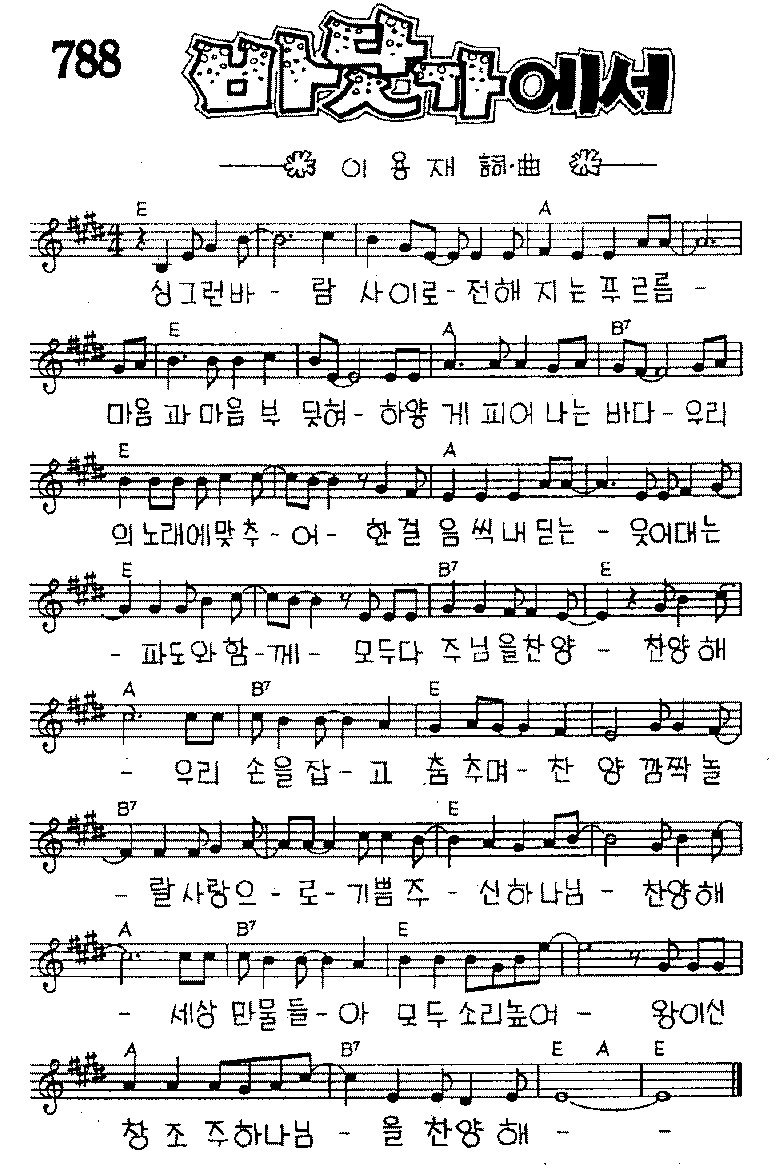 788
바닷가에서
이용재 詞·曲
E A
싱그런바 - 람 사이로 - 전해 지는 푸르름 -
E A B7
마음 과 마음 부 딪혀 - 하얗 게 피어 나는 바다 - 우리
E A
의 노래에맞추 - 어 - 한걸 음씩내 딛는 - 웃어대는
E B7 E
- 파도와함 - 께 - 모두다 주님을찬양 - 찬양해
A B7 E
- 우리 손을잡 - 고 춤추며 - 찬 양 깜짝놀
B7 E
- 랄사랑으 - 로 - 기쁨주 - 신하나님 - 찬양해
A B7 E
- 세상 만물들 - 아 모두소리높여 - 왕이신
A B7 E A E
창 조 주하나님 - 을 찬양 해 - -